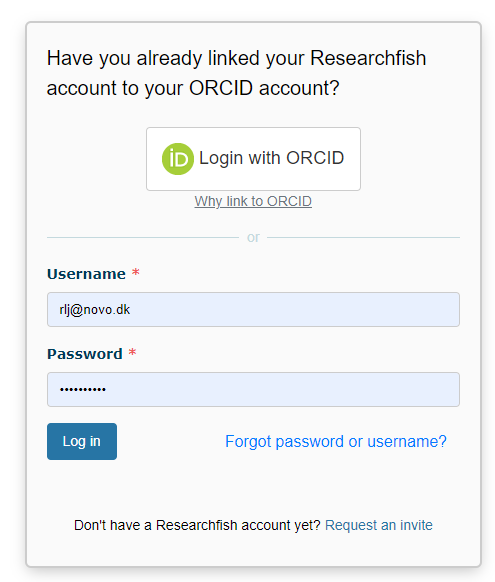 Have you already linked your Researchfish
account to your ORCID account?
iD Login with ORCID
Why link to ORCID
or
Username *
rlj@novo.dk
Password *
••••••••••
Log in
Forgot password or username?
Don't have a Researchfish account yet? Request an invite